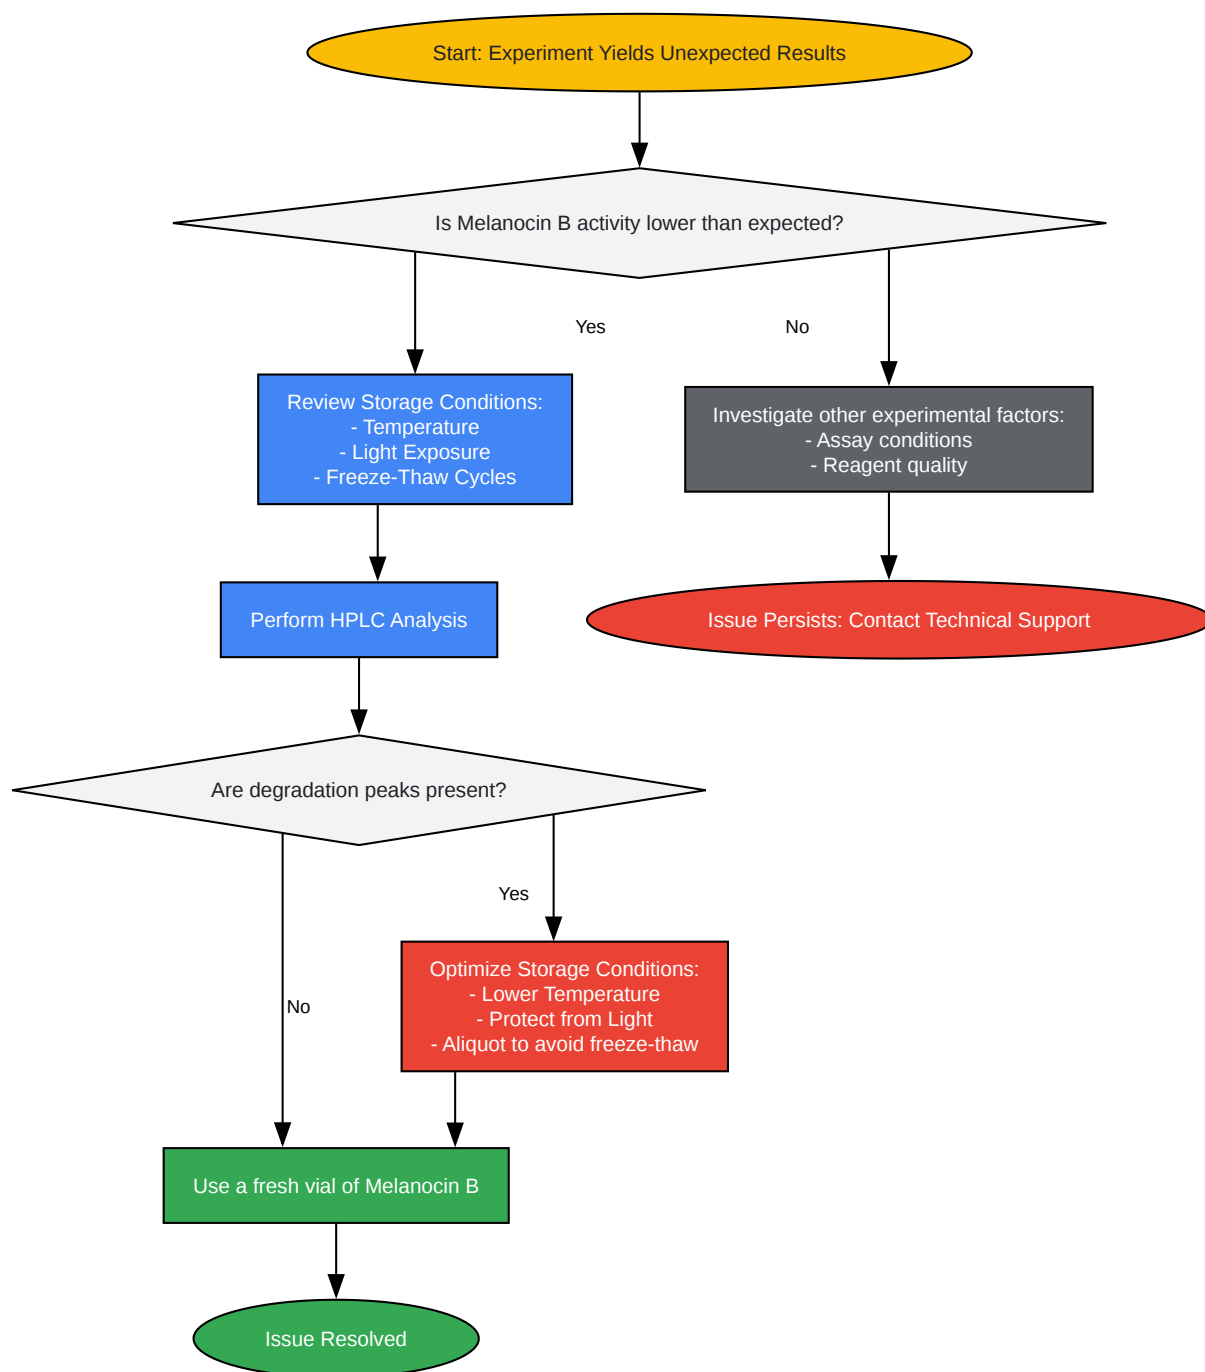 Start: Experiment Yields Unexpected Results
Is Melanocin B activity lower than expected?
Yes
No
Review Storage Conditions:
- Temperature
- Light Exposure
- Freeze-Thaw Cycles
Investigate other experimental factors:
- Assay conditions
- Reagent quality
Perform HPLC Analysis
Issue Persists: Contact Technical Support
Are degradation peaks present?
Yes
No
Optimize Storage Conditions:
- Lower Temperature
- Protect from Light
- Aliquot to avoid freeze-thaw
Use a fresh vial of Melanocin B
Issue Resolved